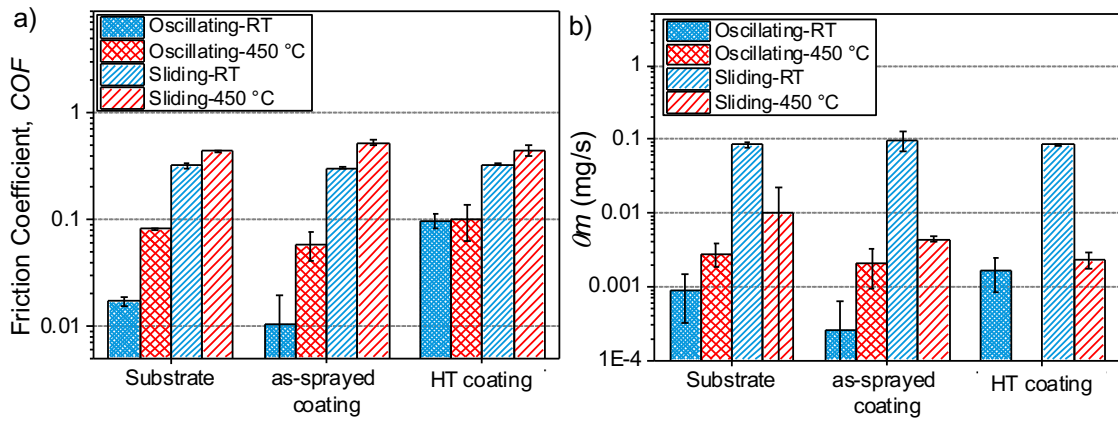 a)
Oscillating-RT
Oscillating-450 °C
Sliding-RT
Sliding-450 °C
Friction Coefficient, COF
1
0.1
0.01
Substrate
as-sprayed
coating
HT coating
b)
Oscillating-RT
Oscillating-450 °C
Sliding-RT
Sliding-450 °C
θm (mg/s)
1
0.1
0.01
0.001
1E-4
Substrate
as-sprayed
coating
HT coating